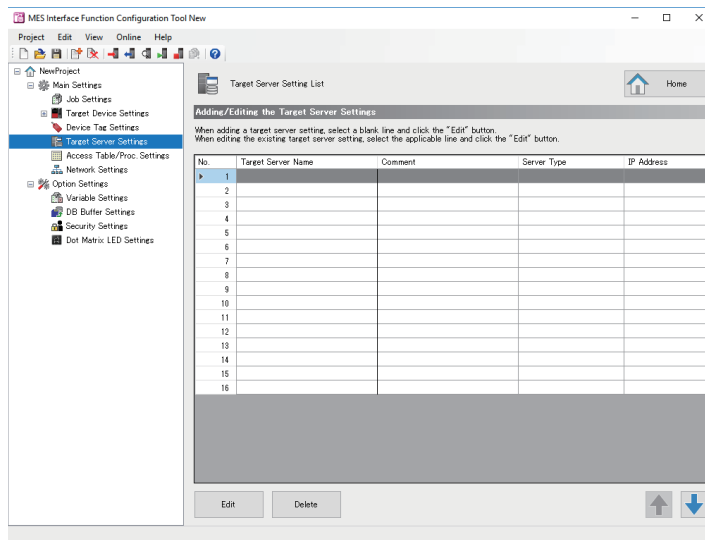 MES Interface Function Configuration Tool New
Project Edit View Online Help
NewProject
Main Settings
Job Settings
Target Device Settings
Device Tag Settings
Target Server Settings
Access Table/Proc. Settings
Network Settings
Option Settings
Variable Settings
DB Buffer Settings
Security Settings
Dot Matrix LED Settings
Target Server Setting List
Home
Adding/Editing the Target Server Settings
When adding a target server setting, select a blank line and click the "Edit" button.
When editing the existing target server setting, select the applicable line and click the "Edit" button.
No. Target Server Name Comment Server Type IP Address
1
2
3
4
5
6
7
8
9
10
11
12
13
14
15
16
Edit Delete